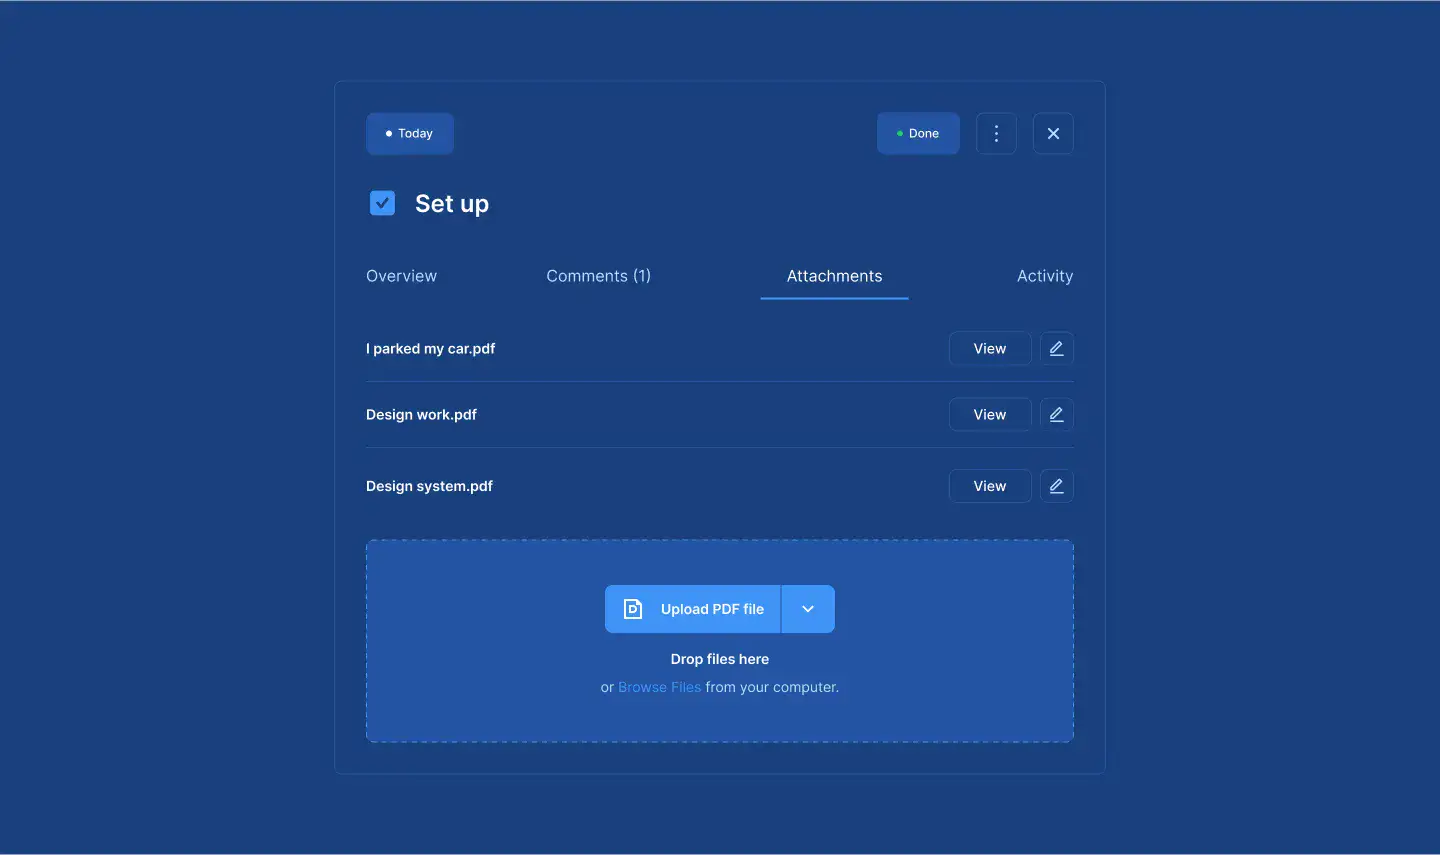 Today
Done
Set up
Overview
Comments (1)
Attachments
Activity
I parked my car.pdf
View
Design work.pdf
View
Design system.pdf
View
Upload PDF file
Drop files here
or Browse Files from your computer.